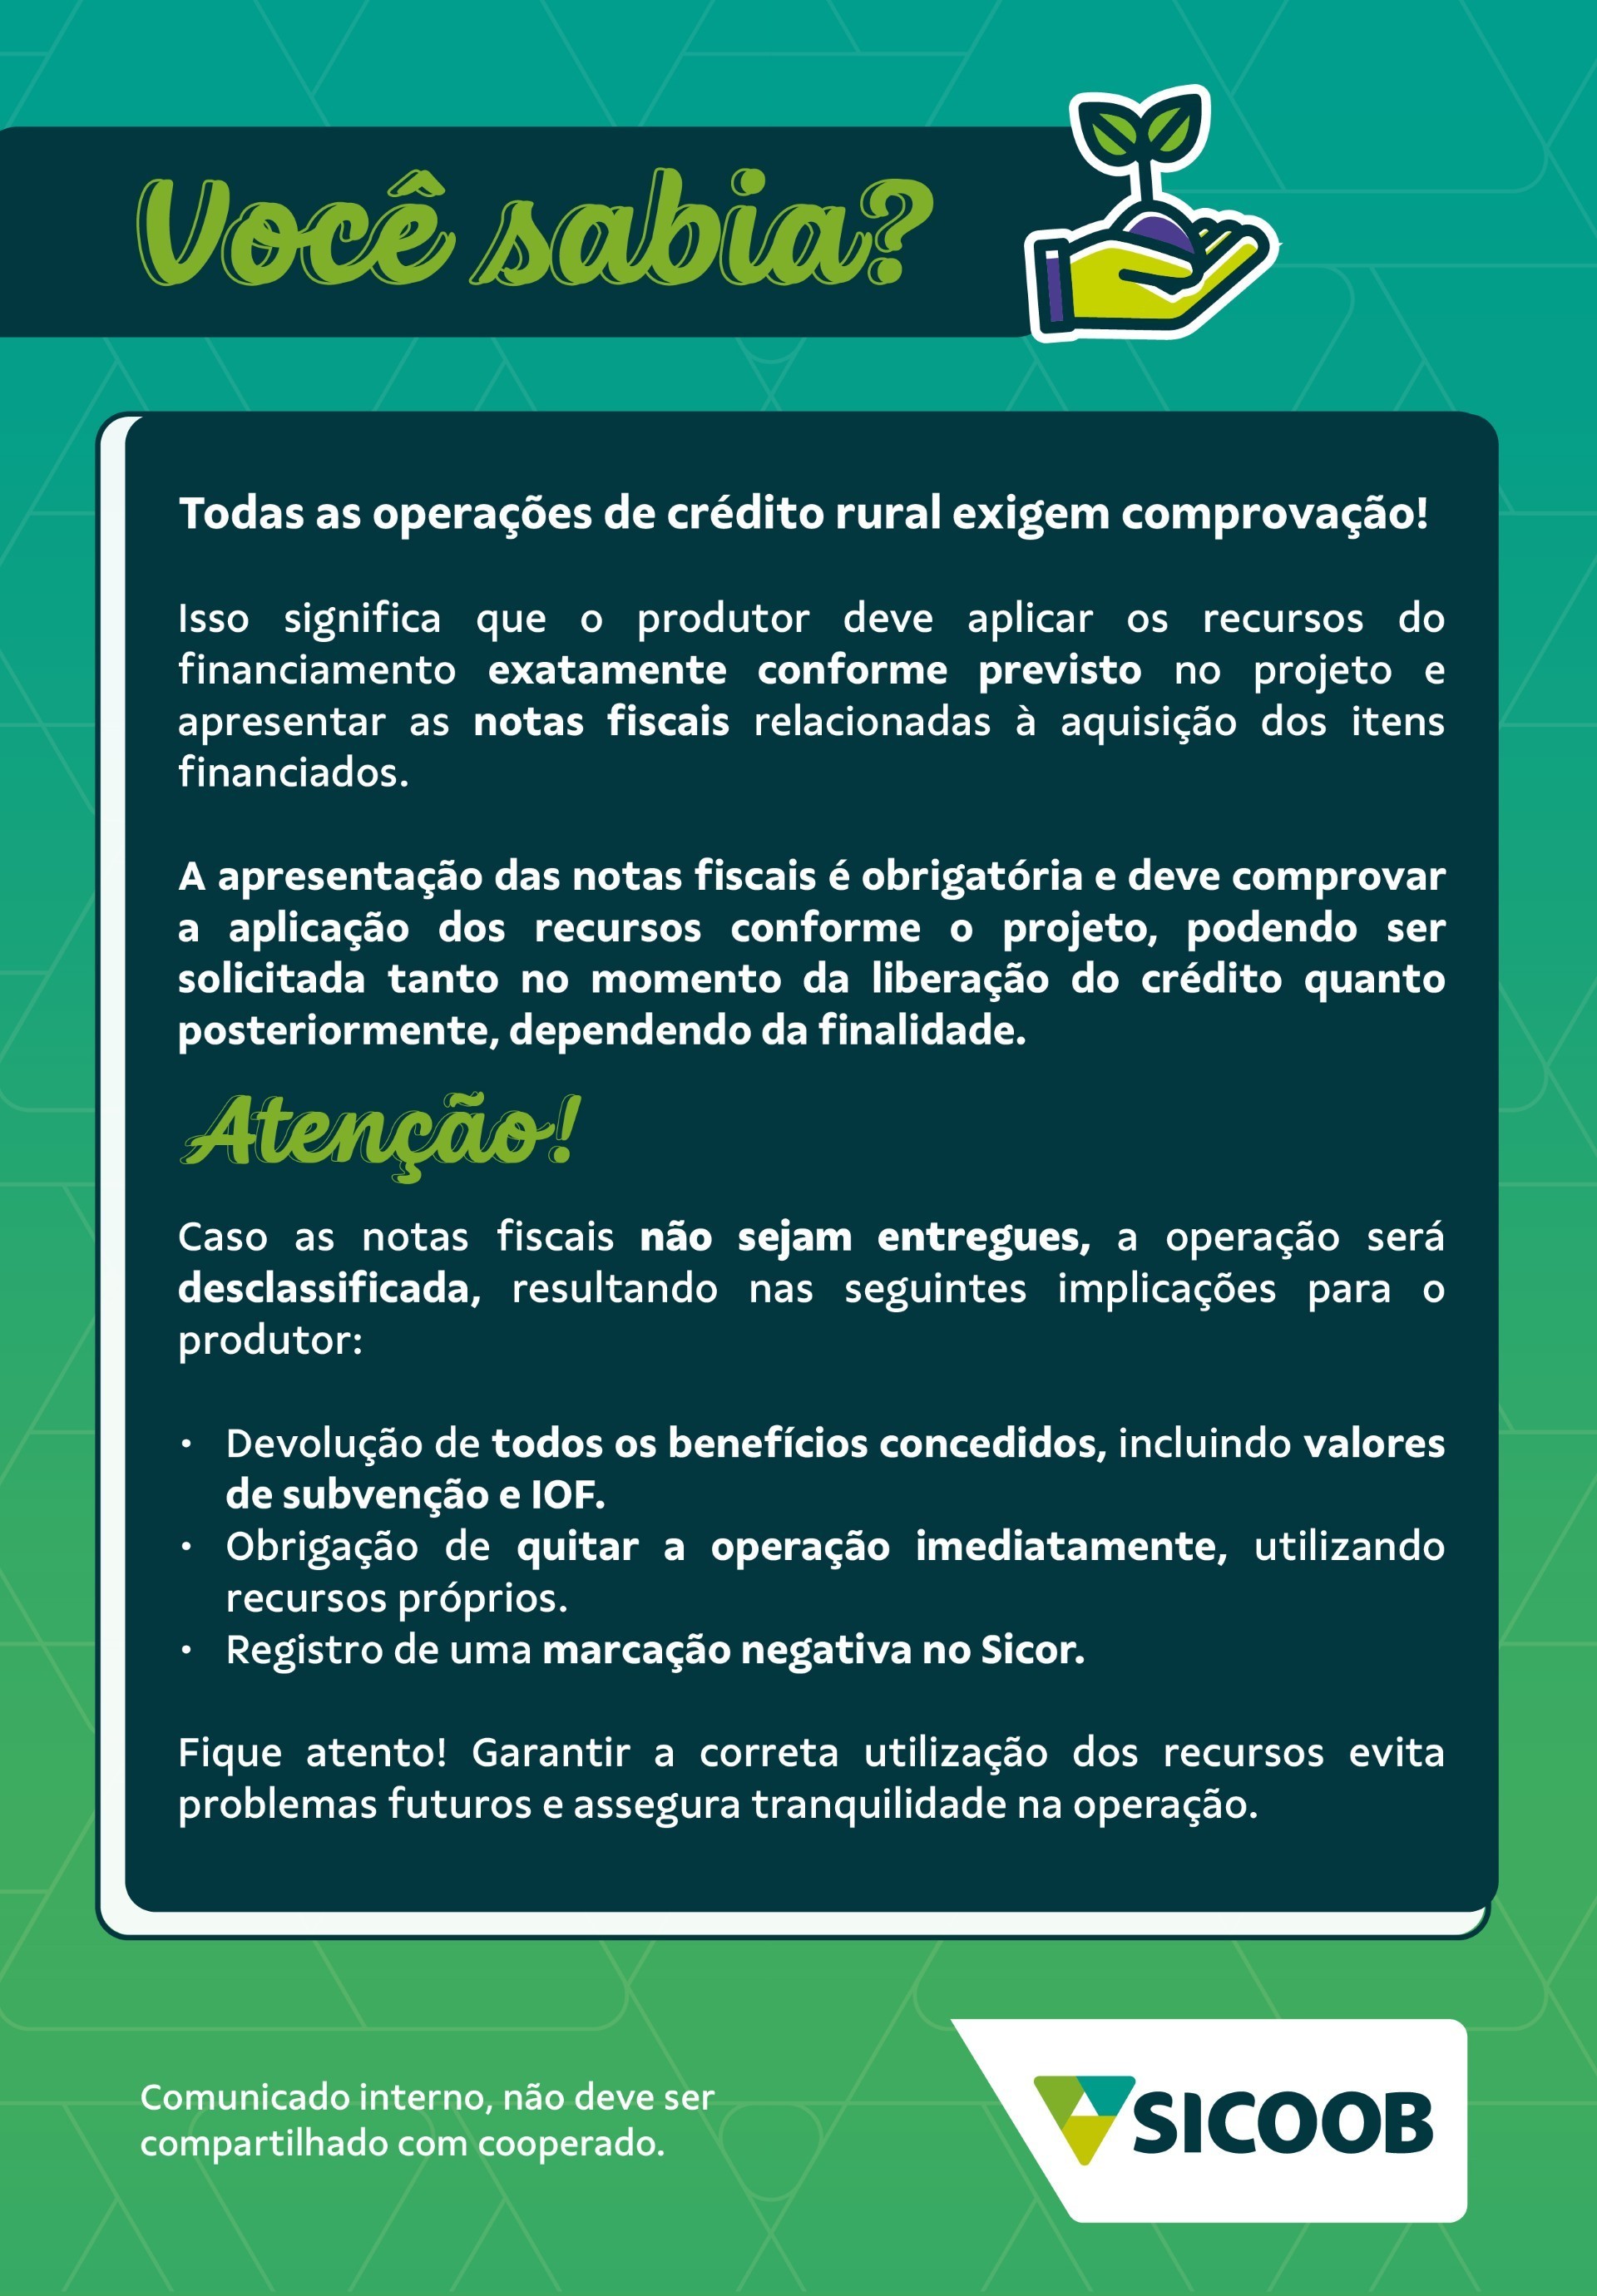 Você sabia?
Todas as operações de crédito rural exigem comprovação!
Isso significa que o produtor deve aplicar os recursos do
financiamento exatamente conforme previsto no projeto e
apresentar as notas fiscais relacionadas à aquisição dos itens
financiados.
A apresentação das notas fiscais é obrigatória e deve comprovar
a aplicação dos recursos conforme o projeto, podendo ser
solicitada tanto no momento da liberação do crédito quanto
posteriormente, dependendo da finalidade.
Atenção!
Caso as notas fiscais não sejam entregues, a operação será
desclassificada, resultando nas seguintes implicações para o
produtor:
• Devolução de todos os benefícios concedidos, incluindo valores
de subvenção e IOF.
• Obrigação de quitar a operação imediatamente, utilizando
recursos próprios.
• Registro de uma marcação negativa no Sicor.
Fique atento! Garantir a correta utilização dos recursos evita
problemas futuros e assegura tranquilidade na operação.
Comunicado interno, não deve ser
compartilhado com cooperado.
SICOOB